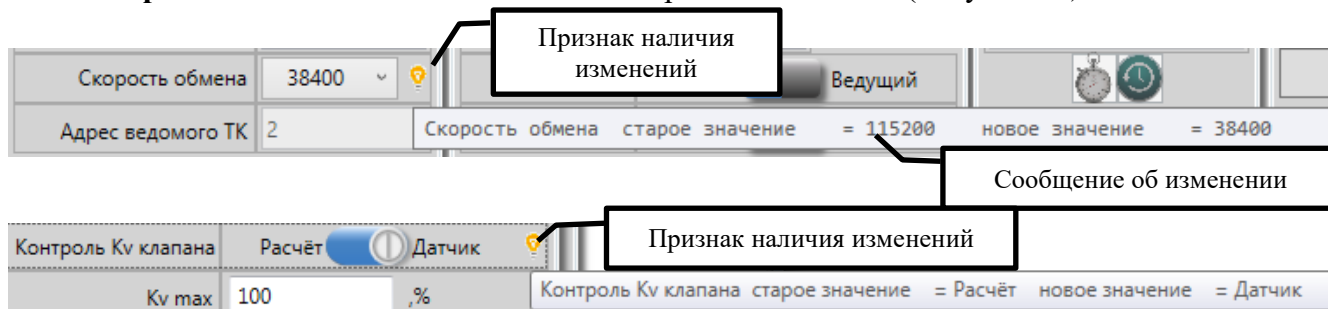 Признак наличия
изменений
Скорость обмена 38400 Ведущий
Адрес ведомого ТК 2 Скорость обмена старое значение = 115200 новое значение = 38400
Сообщение об изменении
Признак наличия изменений
Контроль Kv клапана Расчёт Датчик
Kv max 100 ,% Контроль Kv клапана старое значение = Расчёт новое значение = Датчик